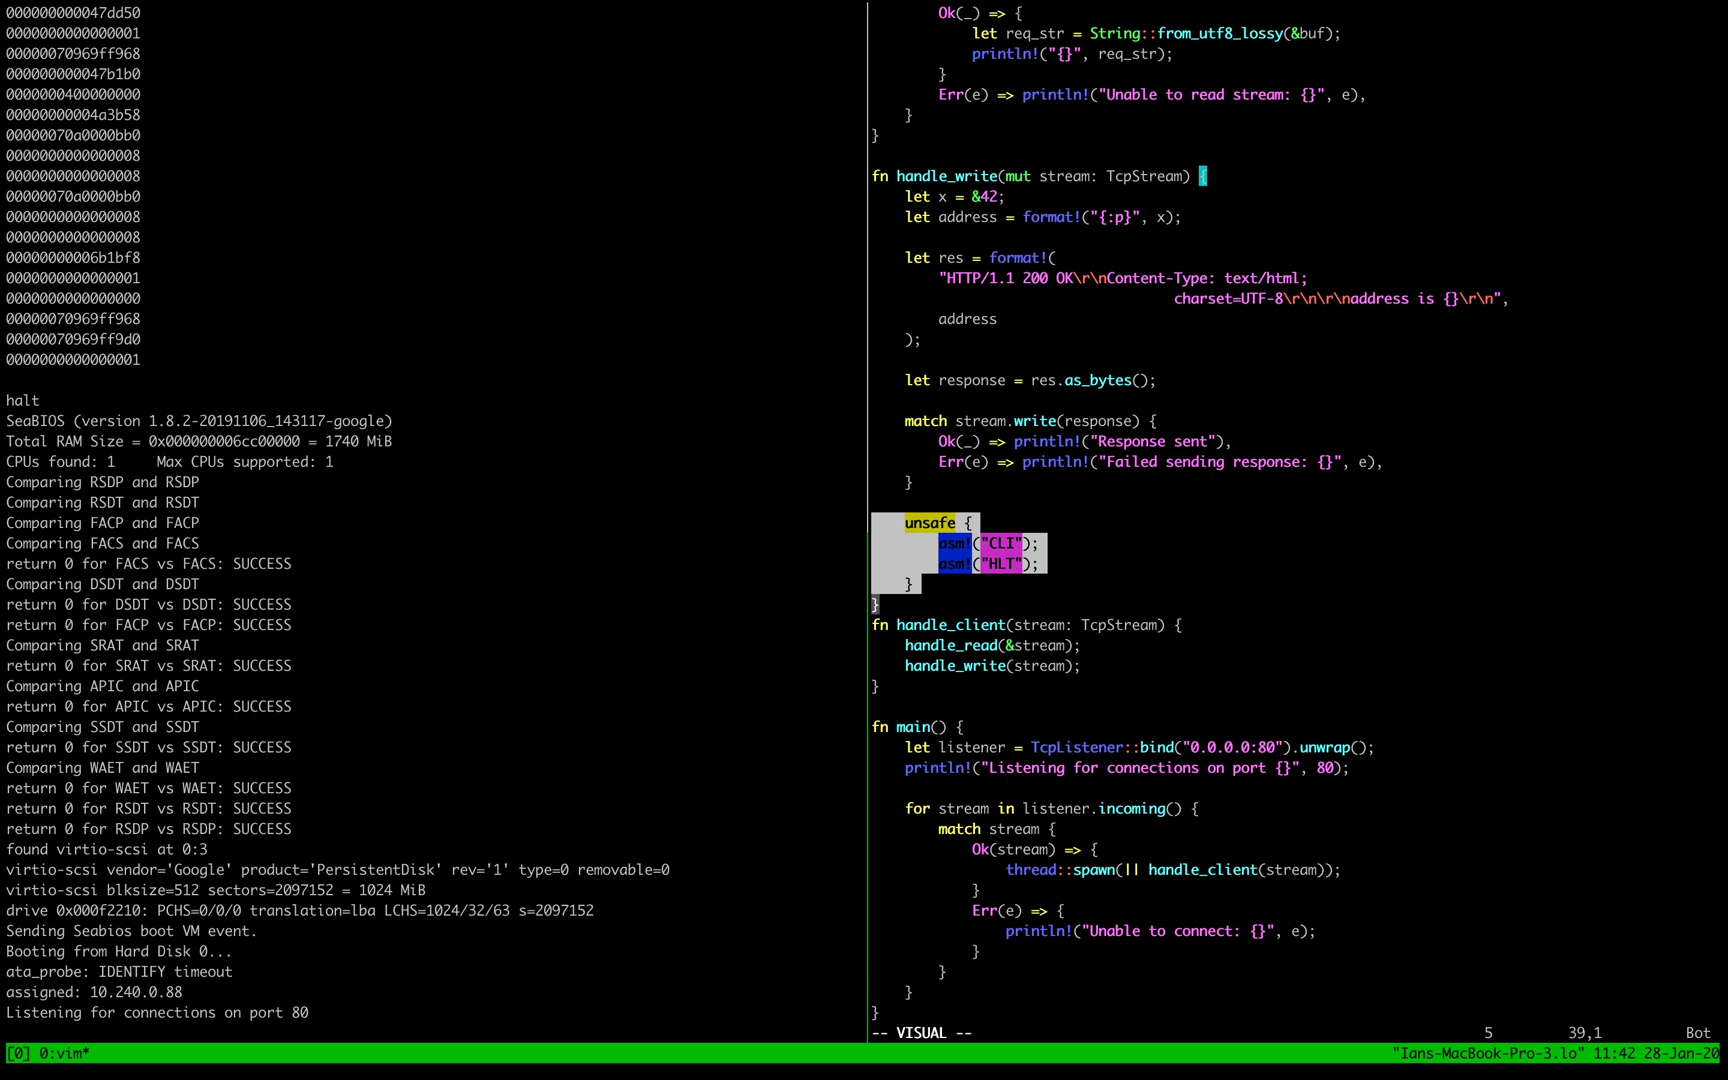 000000000047dd50
0000000000000001
00000070969ff968
000000000047b1b0
0000000400000000
00000000004a3b58
00000070a0000bb0
0000000000000008
0000000000000008
00000070a0000bb0
0000000000000008
0000000000000008
00000000006b1bf8
0000000000000001
0000000000000000
00000070969ff968
00000070969ff9d0
0000000000000001
halt
SeaBIOS (version 1.8.2-20191106_143117-google)
Total RAM Size = 0x000000006cc00000 = 1740 MiB
CPUs found: 1     Max CPUs supported: 1
Comparing RSDP and RSDP
Comparing RSDT and RSDT
Comparing FACP and FACP
Comparing FACS and FACS
return 0 for FACS vs FACS: SUCCESS
Comparing DSDT and DSDT
return 0 for DSDT vs DSDT: SUCCESS
return 0 for FACP vs FACP: SUCCESS
Comparing SRAT and SRAT
return 0 for SRAT vs SRAT: SUCCESS
Comparing APIC and APIC
return 0 for APIC vs APIC: SUCCESS
Comparing SSDT and SSDT
return 0 for SSDT vs SSDT: SUCCESS
Comparing WAET and WAET
return 0 for WAET vs WAET: SUCCESS
return 0 for RSDT vs RSDT: SUCCESS
return 0 for RSDP vs RSDP: SUCCESS
found virtio-scsi at 0:3
virtio-scsi vendor='Google' product='PersistentDisk' rev='1' type=0 removable=0
virtio-scsi blksize=512 sectors=2097152 = 1024 MiB
drive 0x000f2210: PCHS=0/0/0 translation=lba LCHS=1024/32/63 s=2097152
Sending Seabios boot VM event.
Booting from Hard Disk 0...
ata_probe: IDENTIFY timeout
assigned: 10.240.0.88
Listening for connections on port 80
        Ok(_) => {
            let req_str = String::from_utf8_lossy(&buf);
            println!("{}", req_str);
        }
        Err(e) => println!("Unable to read stream: {}", e),
    }
}
fn handle_write(mut stream: TcpStream) {
    let x = &42;
    let address = format!("{:p}", x);
    let res = format!(
        "HTTP/1.1 200 OK\r\nContent-Type: text/html;
                                    charset=UTF-8\r\n\r\naddress is {}\r\n",
        address
    );
    let response = res.as_bytes();
    match stream.write(response) {
        Ok(_) => println!("Response sent"),
        Err(e) => println!("Failed sending response: {}", e),
    }
    unsafe {
        asm!("CLI");
        asm!("HLT");
    }
}
fn handle_client(stream: TcpStream) {
    handle_read(&stream);
    handle_write(stream);
}
fn main() {
    let listener = TcpListener::bind("0.0.0.0:80").unwrap();
    println!("Listening for connections on port {}", 80);
    for stream in listener.incoming() {
        match stream {
            Ok(stream) => {
                thread::spawn(|| handle_client(stream));
            }
            Err(e) => {
                println!("Unable to connect: {}", e);
            }
        }
    }
}
-- VISUAL -- 5 39,1 Bot
[0] 0:vim* "Ians-MacBook-Pro-3.lo" 11:42 28-Jan-20